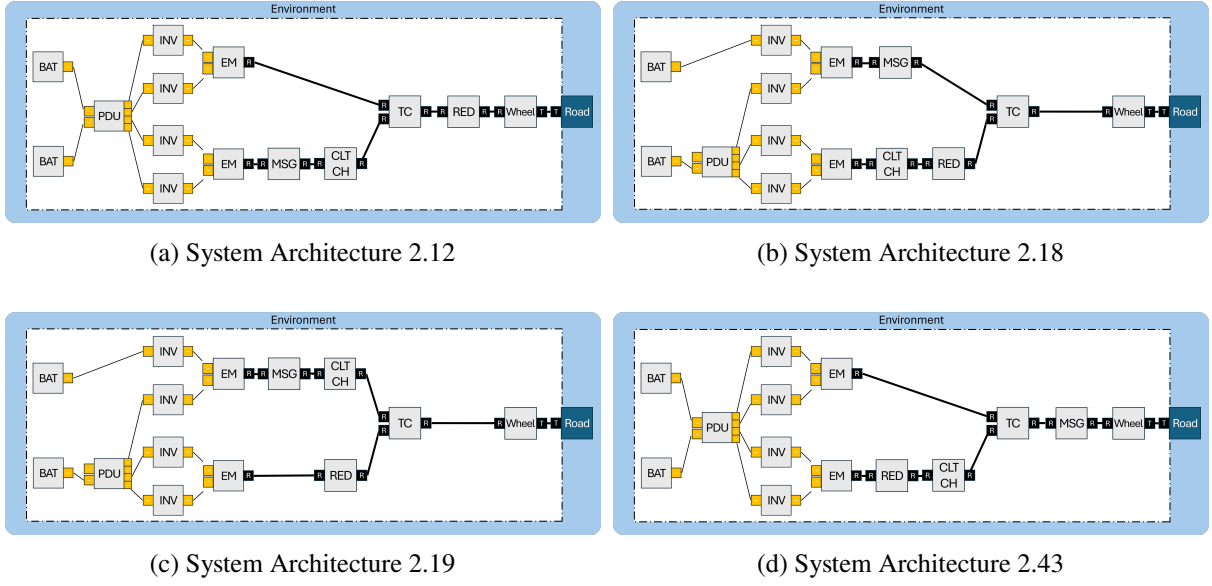 Environment
INV
BAT
EM
INV
PDU
TC
RED
Wheel
Road
INV
BAT
EM
MSG
CLT
CH
INV
R
R
R
R
R
R
R
R
R
R
R
R
R
T
T
(a) System Architecture 2.12
Environment
INV
BAT
EM
MSG
INV
TC
Wheel
Road
INV
BAT
PDU
EM
CLT
CH
RED
INV
R
R
R
R
R
R
R
R
R
R
R
R
T
T
(b) System Architecture 2.18
Environment
INV
BAT
EM
MSG
CLT
CH
INV
TC
Wheel
Road
INV
BAT
PDU
EM
RED
INV
R
R
R
R
R
R
R
R
R
R
R
R
T
T
(c) System Architecture 2.19
Environment
INV
BAT
EM
INV
PDU
TC
MSG
Wheel
Road
INV
BAT
EM
RED
CLT
CH
INV
R
R
R
R
R
R
R
R
R
R
R
R
R
T
T
(d) System Architecture 2.43